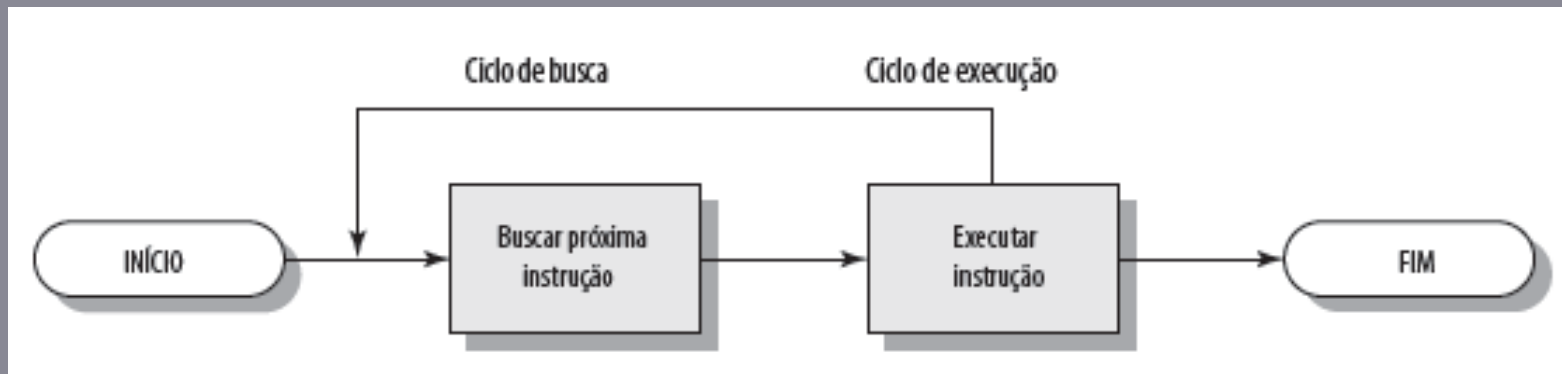 Ciclo de busca
Ciclo de execução
INÍCIO
Buscar próxima
instrução
Executar
instrução
FIM